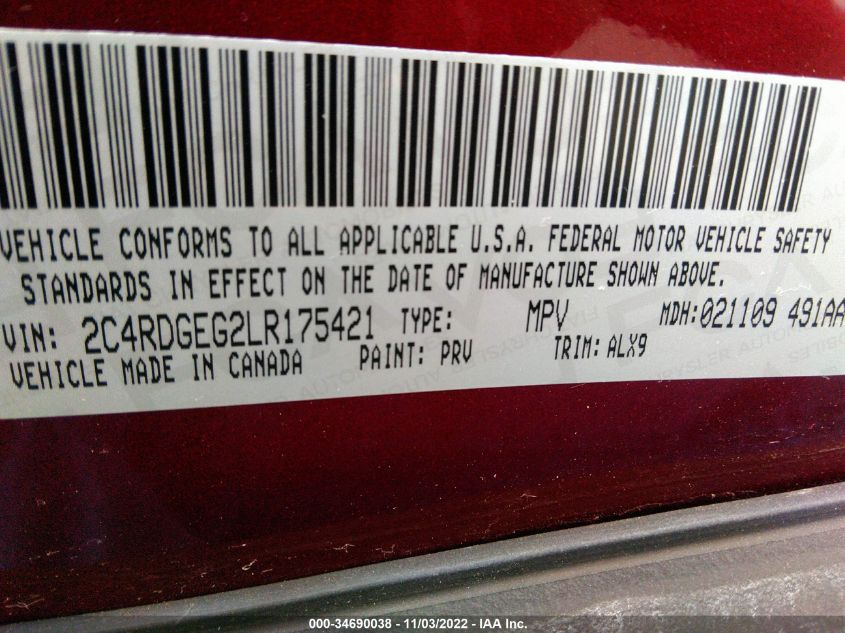 VEHICLE CONFORMS TO ALL APPLICABLE U.S.A. FEDERAL MOTOR VEHICLE SAFETY
STANDARDS IN EFFECT ON THE DATE OF MANUFACTURE SHOWN ABOVE.
VIN: 2C4RDGEG2LR175421 TYPE: MPV MDH:021109 491AA
VEHICLE MADE IN CANADA PAINT: PRV TRIM: ALX9
000-34690038 - 11/03/2022 - IAA Inc.